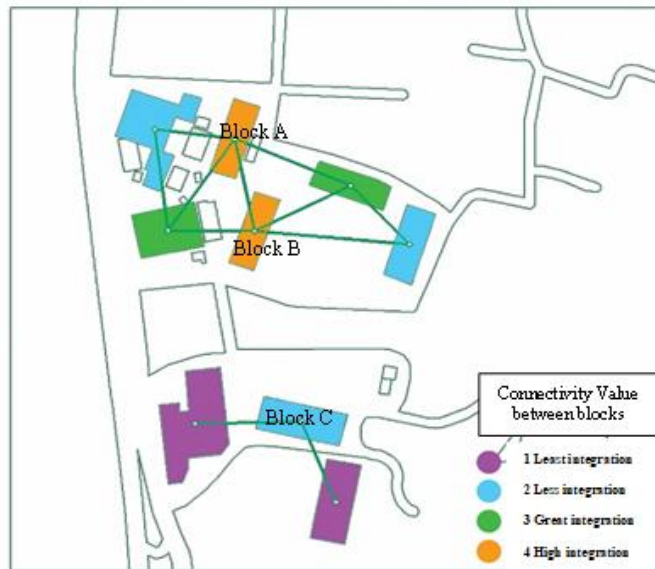 Block A
Block B
Block C
Connectivity Value
between blocks
1 Least integration
2 Less integration
3 Great integration
4 High integration